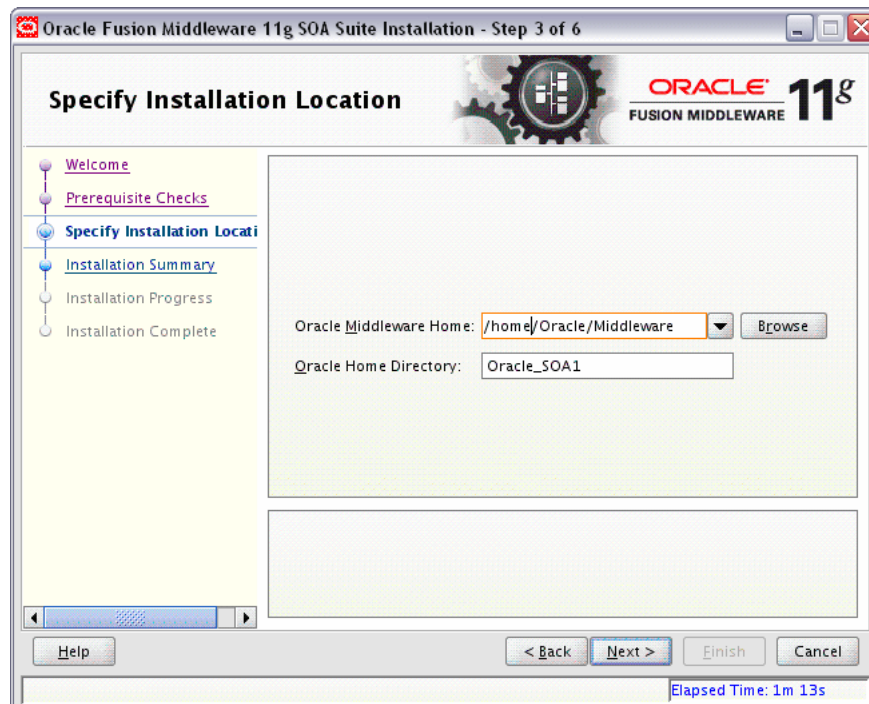 Oracle Fusion Middleware 11g SOA Suite Installation - Step 3 of 6
Specify Installation Location
ORACLE
FUSION MIDDLEWARE
11g
Welcome
Prerequisite Checks
Specify Installation Locati
Installation Summary
Installation Progress
Installation Complete
Oracle Middleware Home: /home/Oracle/Middleware Browse
Oracle Home Directory: Oracle_SOA1
Help < Back Next > Finish Cancel
Elapsed Time: 1m 13s